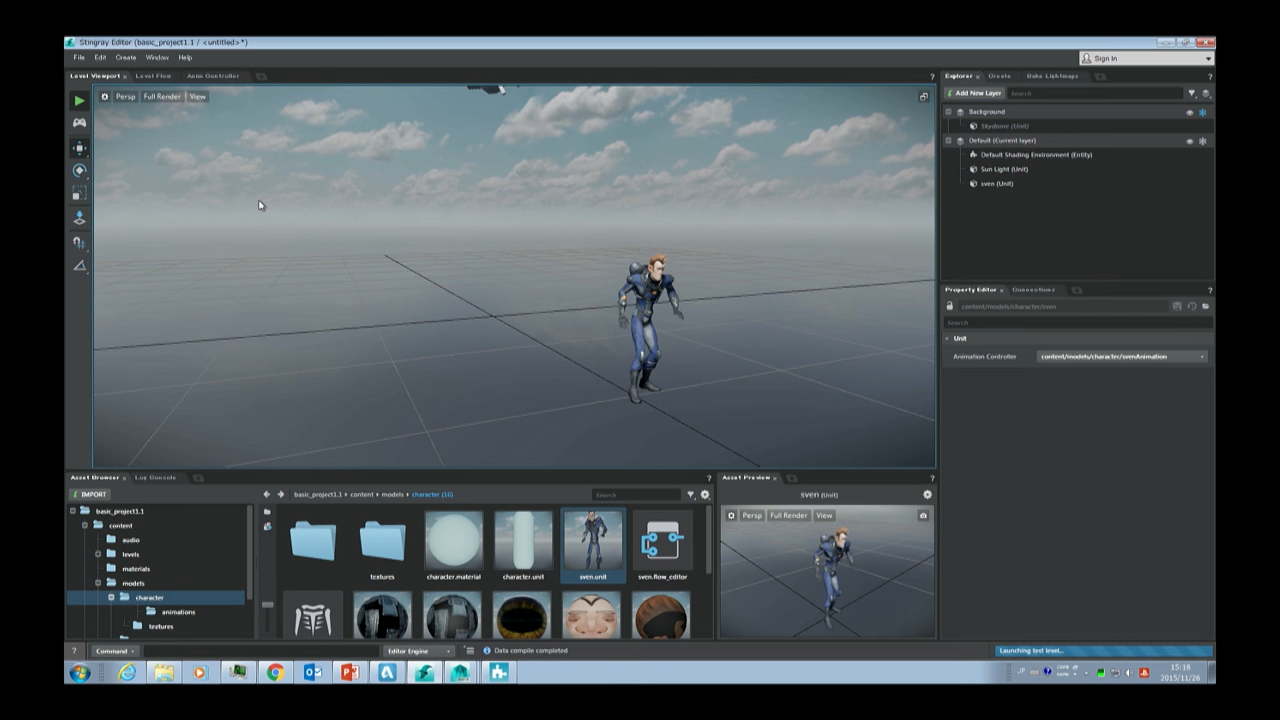 Stingray Editor (basic_project1.1 / <untitled>*)
File Edit Create Window Help
Sign In
Level Viewport Level Flow Anim Controller
Persp Full Render View
Explorer Create Bake Lightmaps
Add New Layer Search
Background
Skydome (Unit)
Default (Current layer)
Default Shading Environment (Entity)
Sun Light (Unit)
sven (Unit)
Property Editor Connections
content/models/character/sven
Search
Unit
Animation Controller content/models/character/svenAnimation
Asset Browser Log Console
IMPORT
basic_project1.1 content models character (16)
Search
basic_project1.1
content
audio
levels
materials
models
character
animations
textures
textures character.material character.unit sven.unit sven.flow_editor
Asset Preview
sven (Unit)
Persp Full Render View
? Command
Editor Engine
Data compile completed
Launching test level...
JP
15:18
2015/11/26